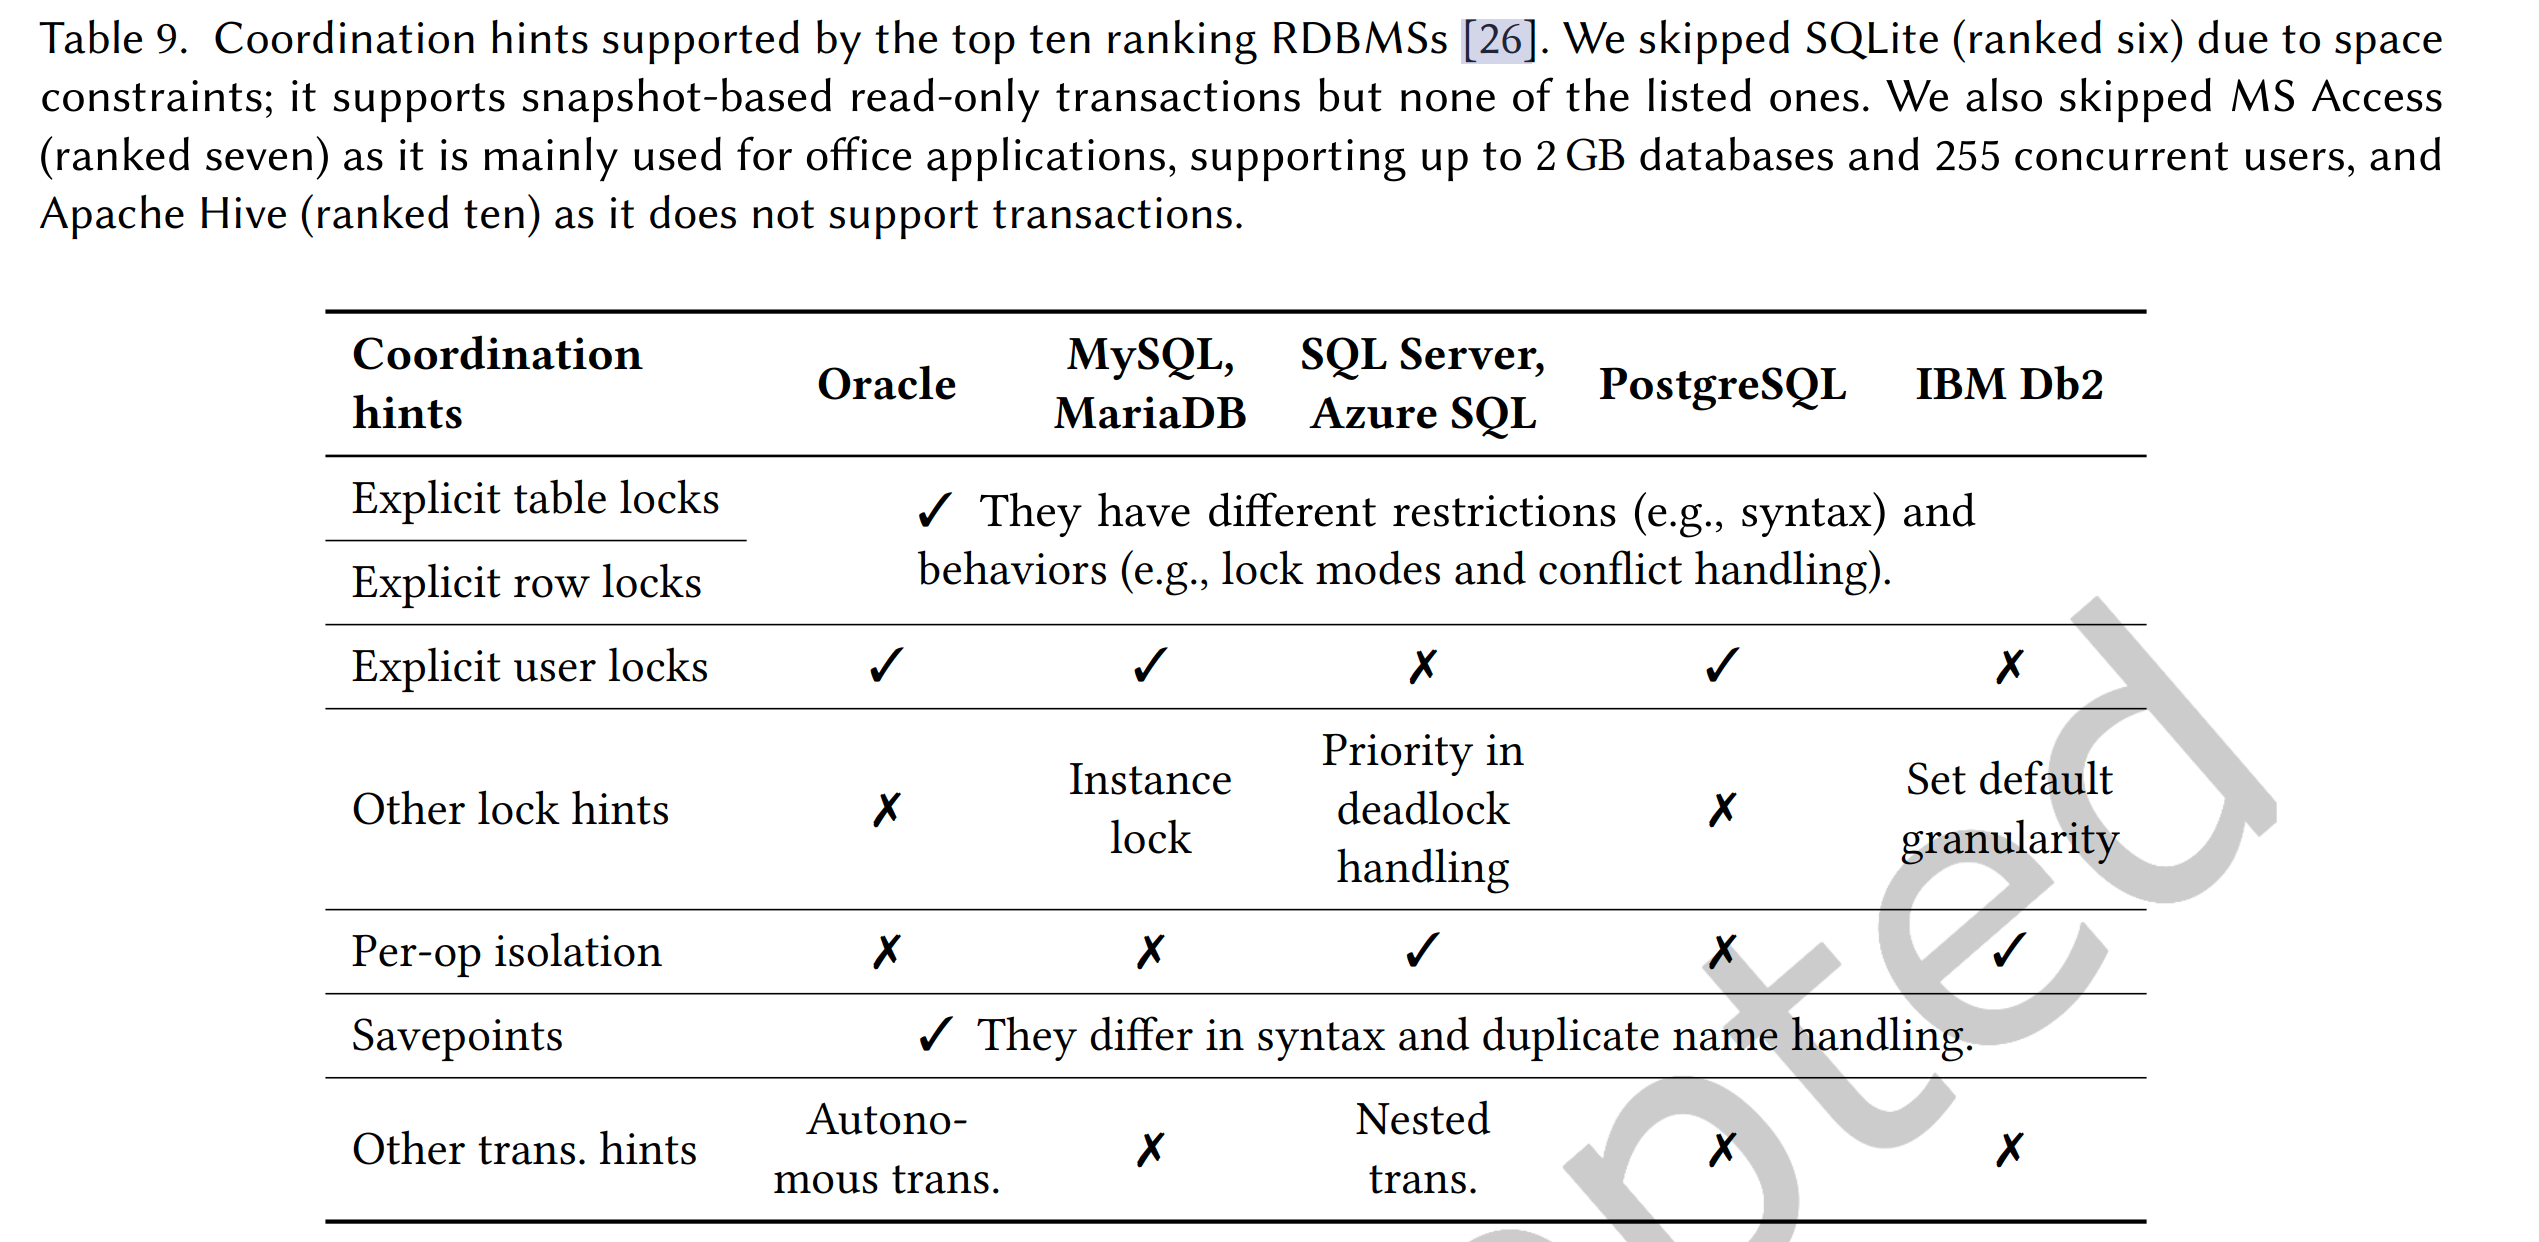 Table 9. Coordination hints supported by the top ten ranking RDBMSs [26]. We skipped SQLite (ranked six) due to space
constraints; it supports snapshot-based read-only transactions but none of the listed ones. We also skipped MS Access
(ranked seven) as it is mainly used for office applications, supporting up to 2 GB databases and 255 concurrent users, and
Apache Hive (ranked ten) as it does not support transactions.
Coordination
hints
Oracle
MySQL,
MariaDB
SQL Server,
Azure SQL
PostgreSQL
IBM Db2
Explicit table locks
Explicit row locks
✓ They have different restrictions (e.g., syntax) and
behaviors (e.g., lock modes and conflict handling).
Explicit user locks ✓ ✓ ✗ ✓ ✗
Other lock hints
✗
Instance
lock
Priority in
deadlock
handling
✗
Set default
granularity
Per-op isolation ✗ ✗ ✓ ✗ ✓
Savepoints ✓ They differ in syntax and duplicate name handling.
Other trans. hints
Autono-
mous trans.
✗
Nested
trans.
✗
✗
pted